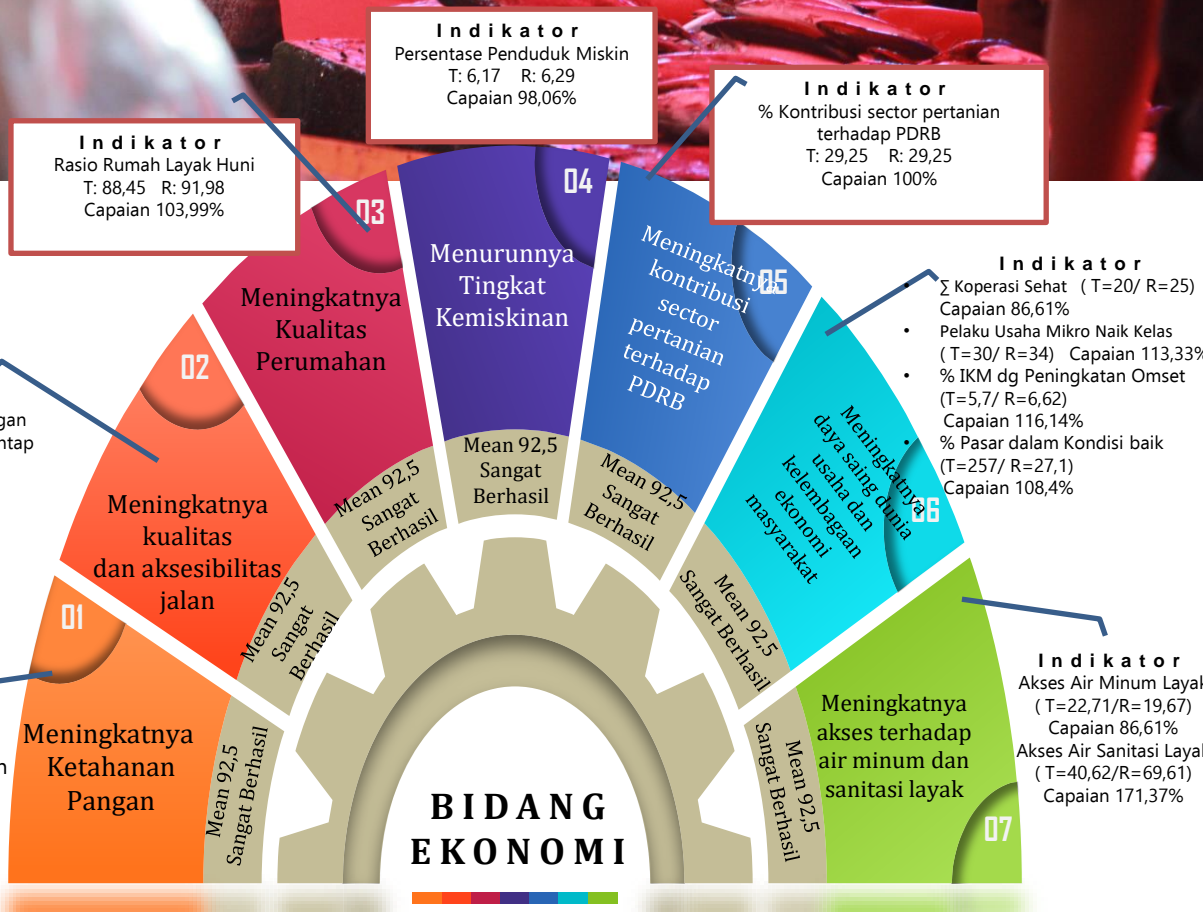 Indikator
Persentase Penduduk Miskin
T: 6,17 R: 6,29
Capaian 98,06%
Indikator
% Kontribusi sector pertanian
terhadap PDRB
T: 29,25 R: 29,25
Capaian 100%
Indikator
Rasio Rumah Layak Huni
T: 88,45 R: 91,98
Capaian 103,99%
Indikator
∑ Koperasi Sehat ( T=20/ R=25)
Capaian 86,61%
Pelaku Usaha Mikro Naik Kelas
( T=30/ R=34) Capaian 113,33%
% IKM dg Peningkatan Omset
(T=5,7/ R=6,62)
Capaian 116,14%
% Pasar dalam Kondisi baik
(T=257/ R=27,1)
Capaian 108,4%
Indikator
Akses Air Minum Layak
( T=22,71/R=19,67)
Capaian 86,61%
Akses Air Sanitasi Layak
( T=40,62/R=69,61)
Capaian 171,37%
01
Meningkatnya
Ketahanan
Pangan
Mean 92,5
Sangat Berhasil
02
Meningkatnya
kualitas
dan aksesibilitas
jalan
Mean 92,5
Sangat
Berhasil
03
Meningkatnya
Kualitas
Perumahan
Mean 92,5
Sangat
Berhasil
04
Menurunnya
Tingkat
Kemiskinan
Mean 92,5
Sangat
Berhasil
05
Meningkatnya
kontribusi
sector
pertanian
terhadap
PDRB
Mean 92,5
Sangat
Berhasil
06
Meningkatnya
daya saing dunia
usaha dan
kelembagaan
ekonomi
masyarakat
Mean 92,5
Sangat Berhasil
07
Meningkatnya
akses terhadap
air minum dan
sanitasi layak
Mean 92,5
Sangat Berhasil
BIDANG
EKONOMI